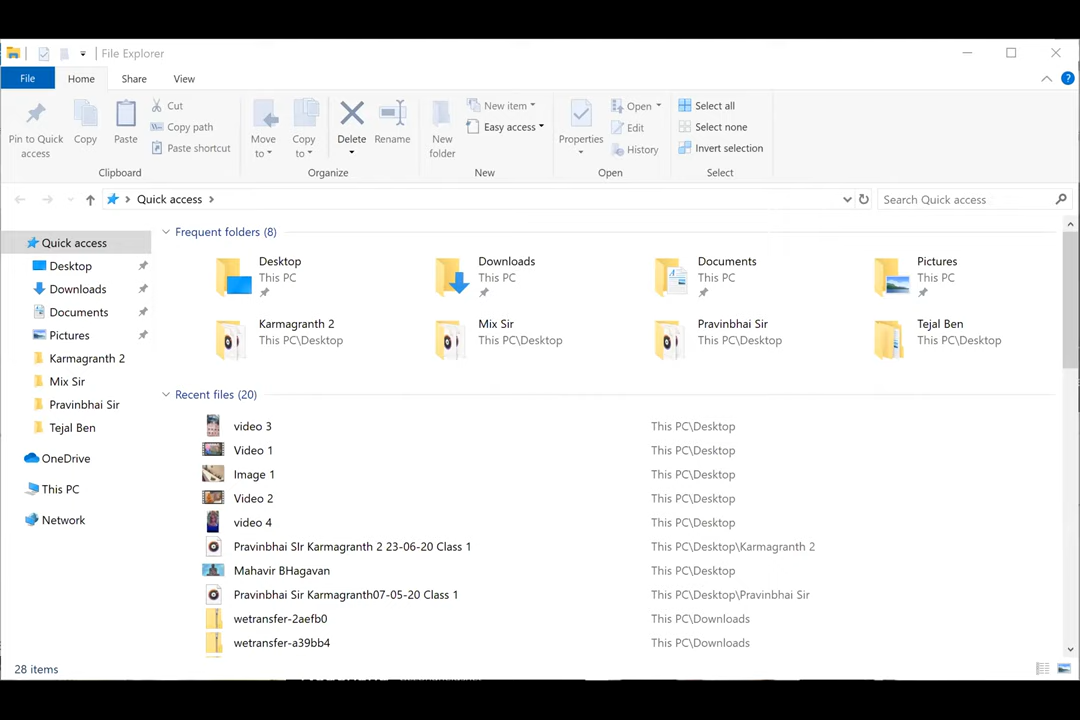 File Explorer
File Home Share View
Pin to Quick access
Copy
Paste
Cut
Copy path
Paste shortcut
Clipboard
Move to
Copy to
Delete
Rename
Organize
New folder
New item
Easy access
New
Properties
Open
Edit
History
Open
Select all
Select none
Invert selection
Select
Quick access
Search Quick access
Quick access
Desktop
Downloads
Documents
Pictures
Karmagranth 2
Mix Sir
Pravinbhai Sir
Tejal Ben
OneDrive
This PC
Network
Frequent folders (8)
Desktop
This PC
Downloads
This PC
Documents
This PC
Pictures
This PC
Karmagranth 2
This PC\Desktop
Mix Sir
This PC\Desktop
Pravinbhai Sir
This PC\Desktop
Tejal Ben
This PC\Desktop
Recent files (20)
video 3 This PC\Desktop
Video 1 This PC\Desktop
Image 1 This PC\Desktop
Video 2 This PC\Desktop
video 4 This PC\Desktop
Pravinbhai SIr Karmagranth 2 23-06-20 Class 1 This PC\Desktop\Karmagranth 2
Mahavir BHagavan This PC\Desktop
Pravinbhai Sir Karmagranth07-05-20 Class 1 This PC\Desktop\Pravinbhai Sir
wetransfer-2aefb0 This PC\Downloads
wetransfer-a39bb4 This PC\Downloads
28 items